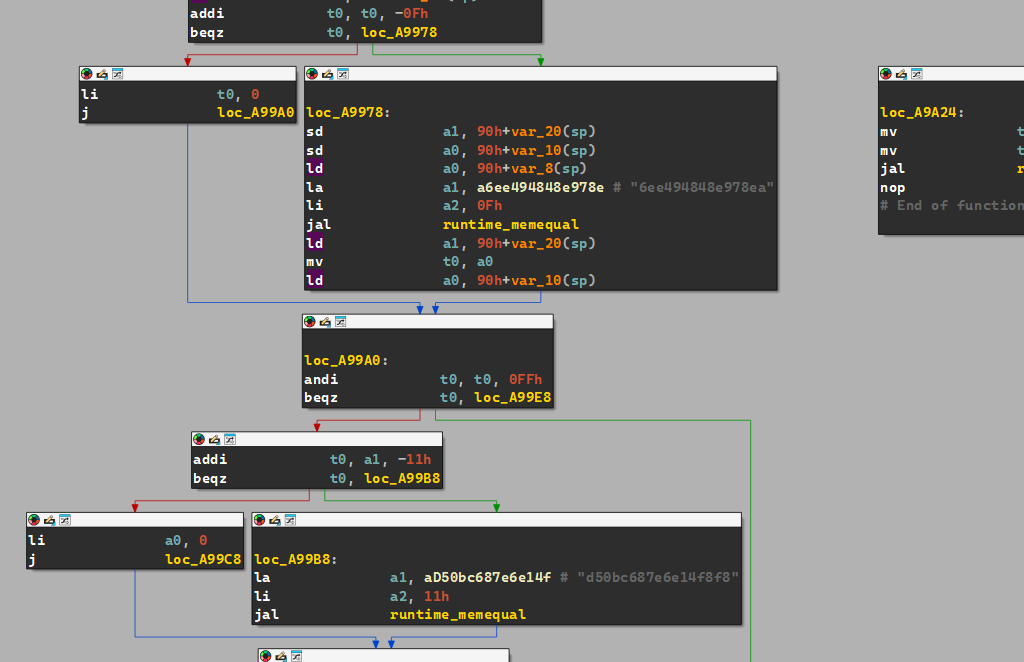 addi t0, t0, -0Fh
beqz t0, loc_A9978
li t0, 0
j loc_A99A0
loc_A9978:
sd a1, 90h+var_20(sp)
sd a0, 90h+var_10(sp)
ld a0, 90h+var_8(sp)
la a1, a6ee494848e978e # "6ee494848e978ea"
li a2, 0Fh
jal runtime_memequal
ld a1, 90h+var_20(sp)
mv t0, a0
ld a0, 90h+var_10(sp)
loc_A9A24:
mv
mv
jal
nop
# End of function
loc_A99A0:
andi t0, t0, 0FFh
beqz t0, loc_A99E8
addi t0, a1, -11h
beqz t0, loc_A99B8
li a0, 0
j loc_A99C8
loc_A99B8:
la a1, aD50bc687e6e14f # "d50bc687e6e14f8f8"
li a2, 11h
jal runtime_memequal